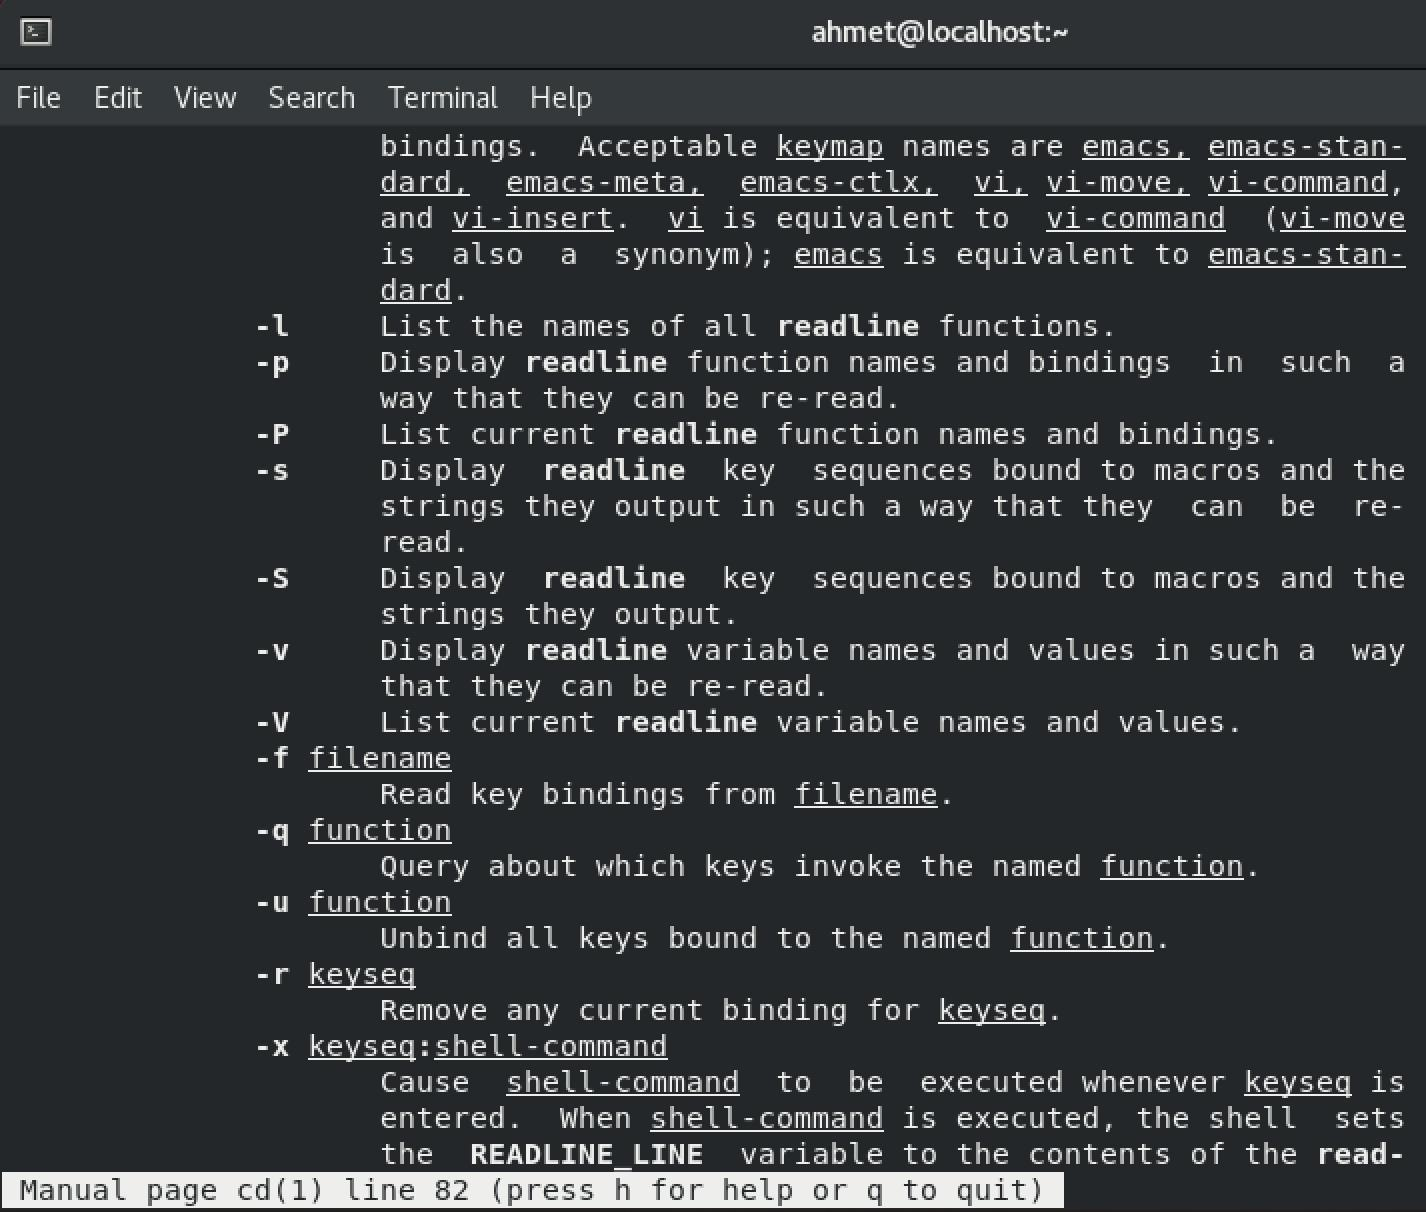 ahmet@localhost:~
File Edit View Search Terminal Help
bindings. Acceptable keymap names are emacs, emacs-stan-
dard, emacs-meta, emacs-ctlx, vi, vi-move, vi-command,
and vi-insert. vi is equivalent to vi-command (vi-move
is also a synonym); emacs is equivalent to emacs-stan-
dard.
-l List the names of all readline functions.
-p Display readline function names and bindings in such a
way that they can be re-read.
-P List current readline function names and bindings.
-s Display readline key sequences bound to macros and the
strings they output in such a way that they can be re-
read.
-S Display readline key sequences bound to macros and the
strings they output.
-v Display readline variable names and values in such a way
that they can be re-read.
-V List current readline variable names and values.
-f filename
Read key bindings from filename.
-q function
Query about which keys invoke the named function.
-u function
Unbind all keys bound to the named function.
-r keyseq
Remove any current binding for keyseq.
-x keyseq:shell-command
Cause shell-command to be executed whenever keyseq is
entered. When shell-command is executed, the shell sets
the READLINE_LINE variable to the contents of the read-
Manual page cd(1) line 82 (press h for help or q to quit)